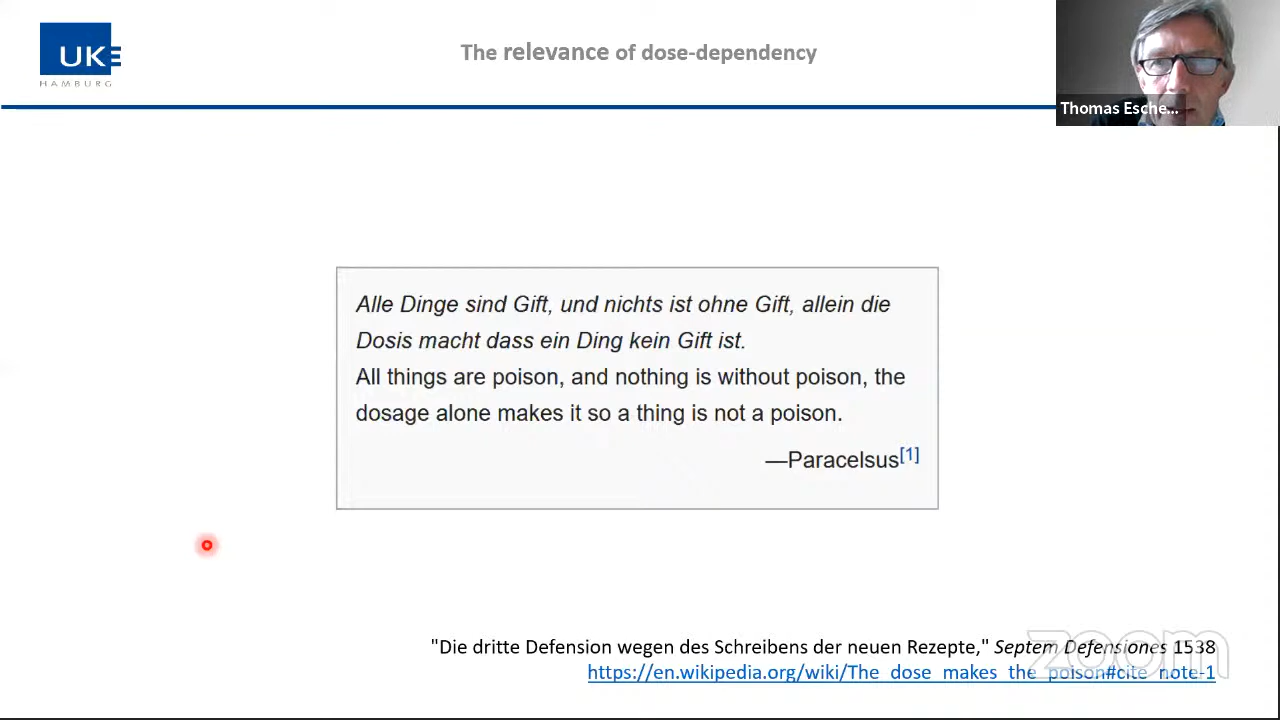 UKE
HAMBURG
The relevance of dose-dependency
Thomas Esche...
Alle Dinge sind Gift, und nichts ist ohne Gift, allein die
Dosis macht dass ein Ding kein Gift ist.
All things are poison, and nothing is without poison, the
dosage alone makes it so a thing is not a poison.
—Paracelsus[1]
"Die dritte Defension wegen des Schreibens der neuen Rezepte," Septem Defensiones 1538
https://en.wikipedia.org/wiki/The_dose_makes_the_poison#cite_note-1
zoom